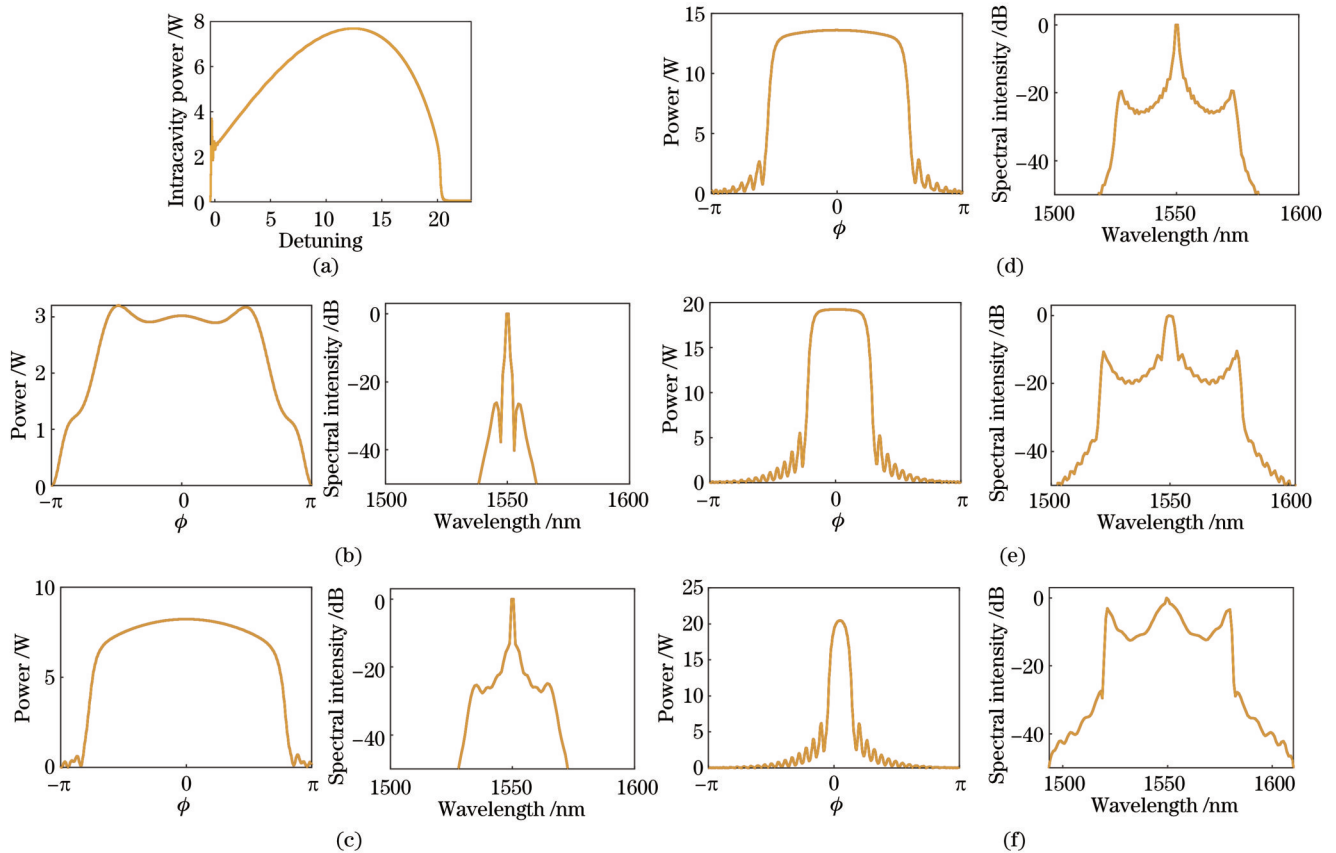 Intracavity power /W
8
6
4
2
0
0
5
10
15
20
Detuning
(a)
Power /W
3
2
1
0
−π
0
π
ϕ
Spectral intensity /dB
0
−20
−40
1500
1550
1600
Wavelength /nm
(b)
Power /W
10
5
0
−π
0
π
ϕ
Spectral intensity /dB
0
−20
−40
1500
1550
1600
Wavelength /nm
(c)
Power /W
15
10
5
0
−π
0
π
ϕ
Spectral intensity /dB
0
−20
−40
1500
1550
1600
Wavelength /nm
(d)
Power /W
20
15
10
5
0
−π
0
π
ϕ
Spectral intensity /dB
0
−20
−40
1500
1550
1600
Wavelength /nm
(e)
Power /W
25
20
15
10
5
0
−π
0
π
ϕ
Spectral intensity /dB
0
−20
−40
1500
1550
1600
Wavelength /nm
(f)